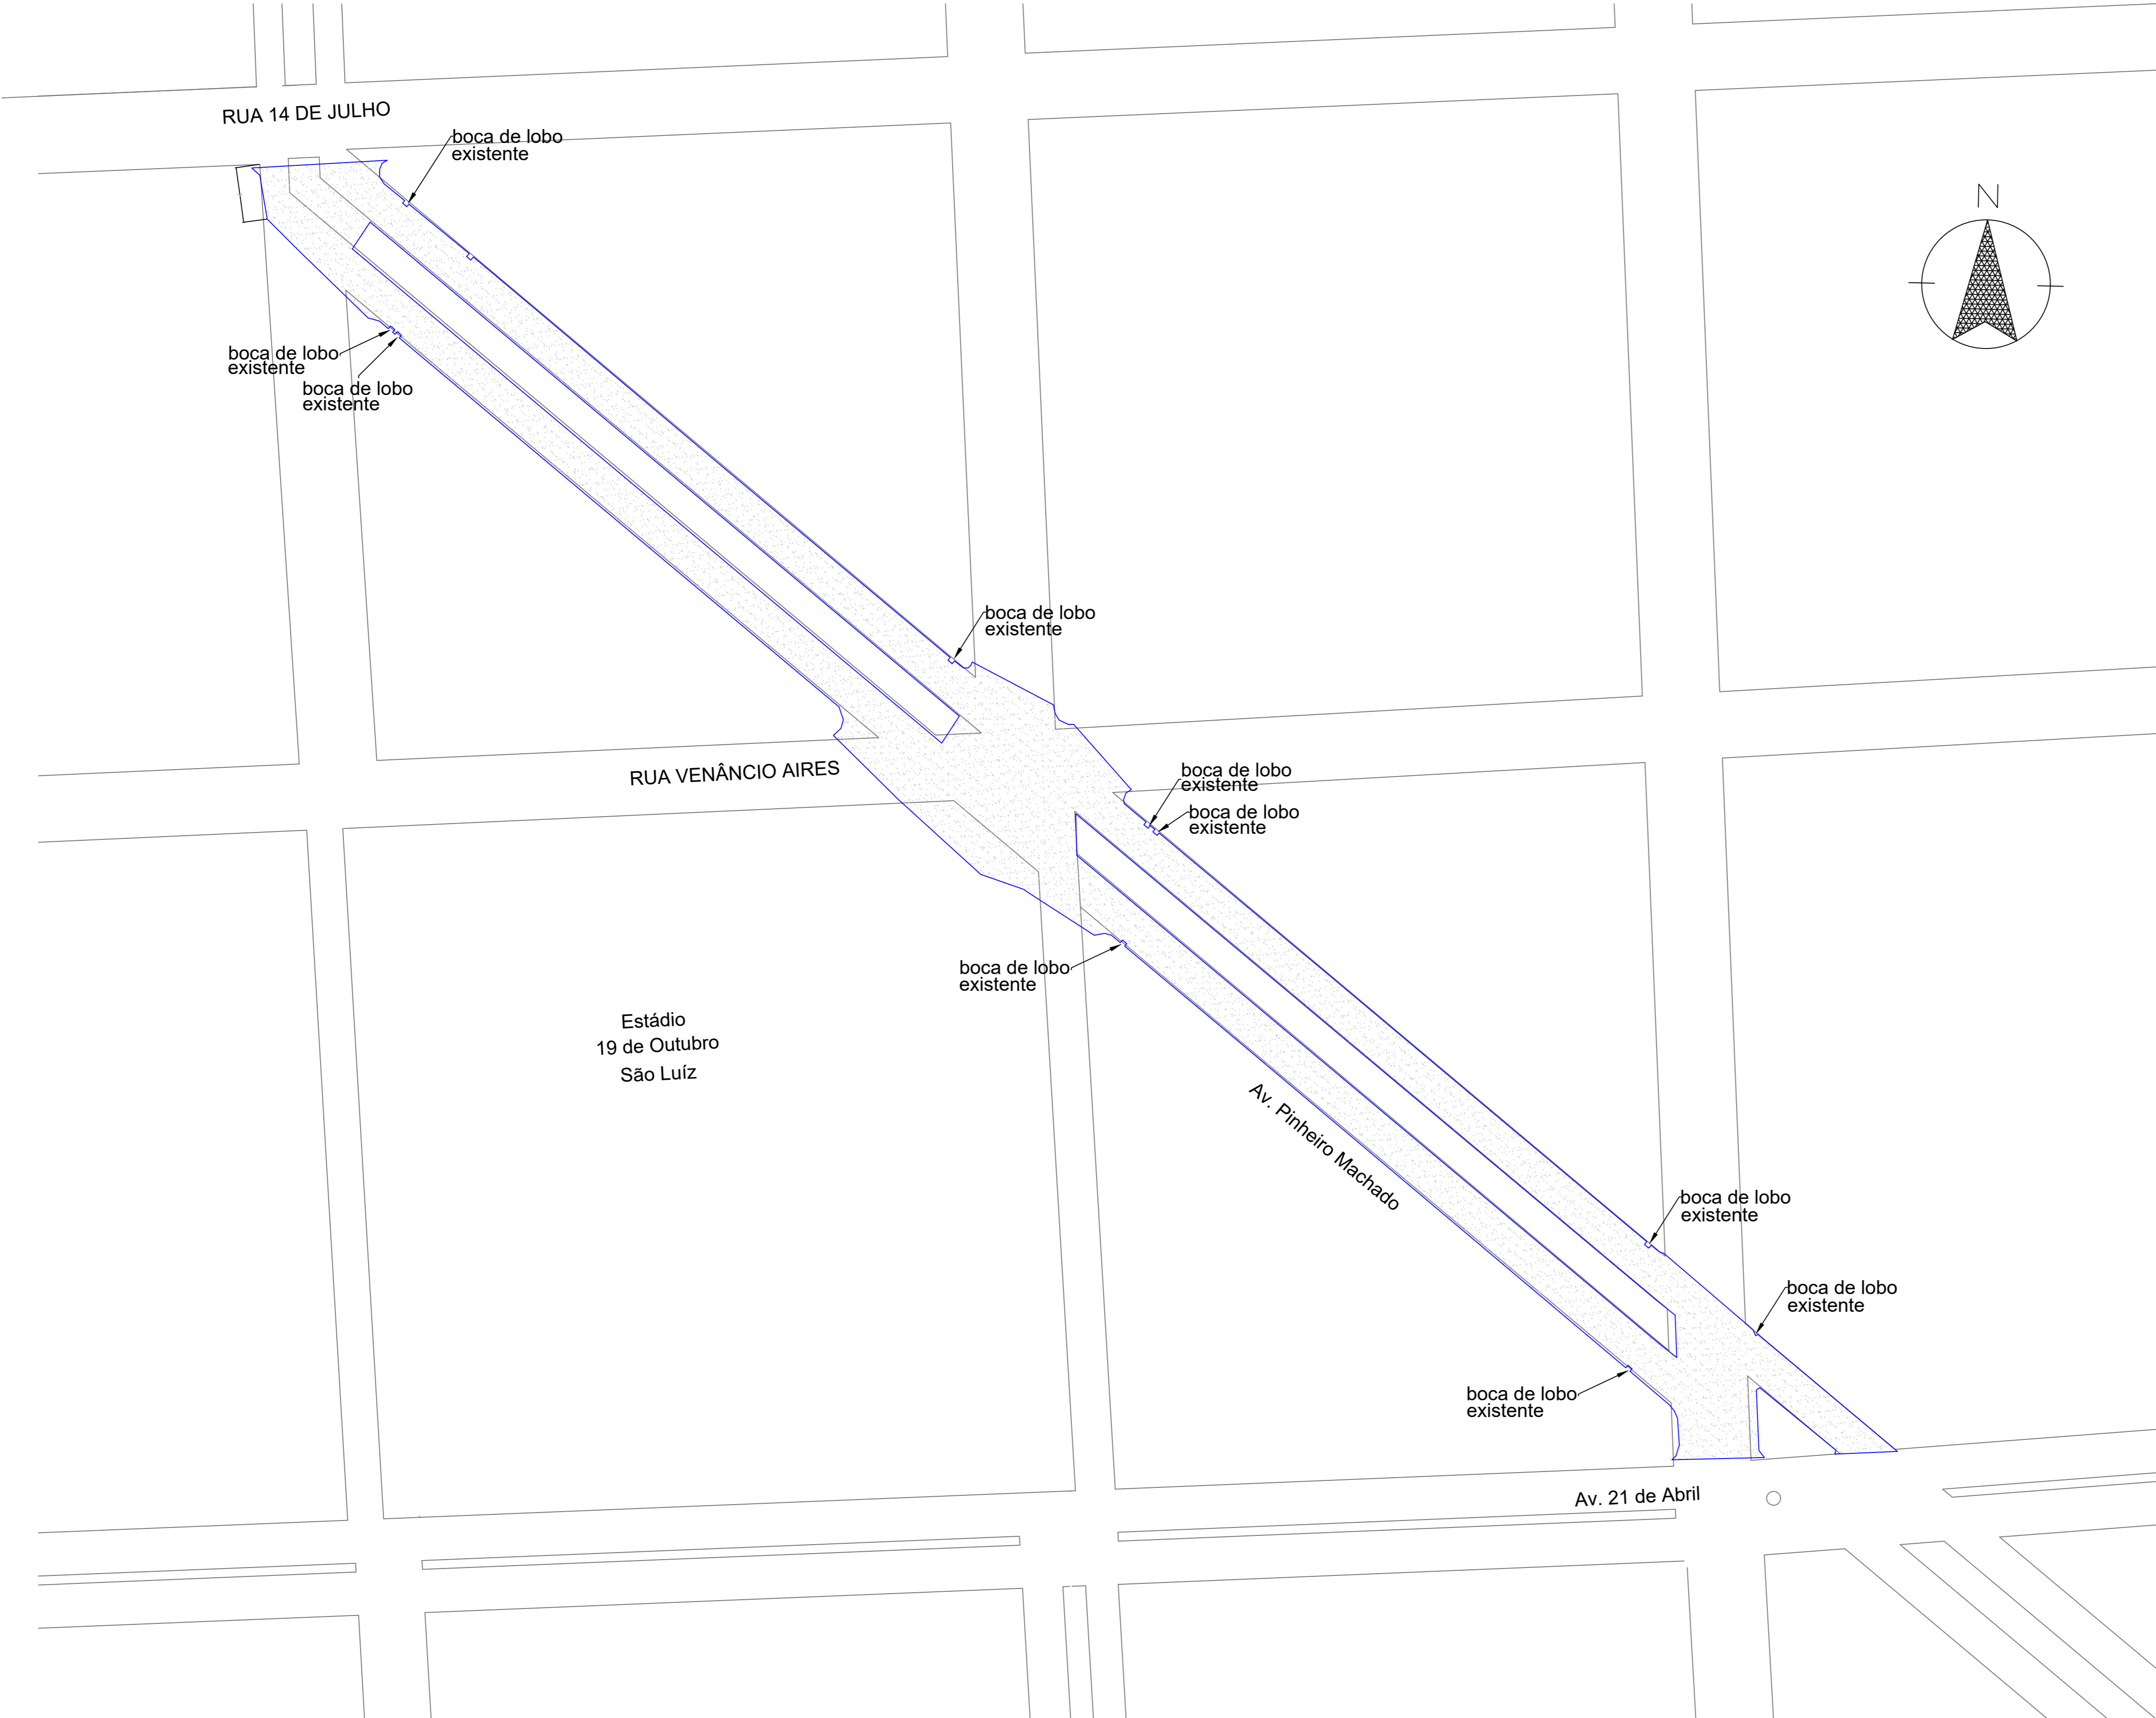 RUA 14 DE JULHO
boca de lobo
existente
N
boca de lobo
existente
boca de lobo
existente
boca de lobo
existente
RUA VENÂNCIO AIRES
boca de lobo
existente
boca de lobo
existente
boca de lobo
existente
Estádio
19 de Outubro
São Luíz
Av. Pinheiro Machado
boca de lobo
existente
boca de lobo
existente
boca de lobo
existente
Av. 21 de Abril